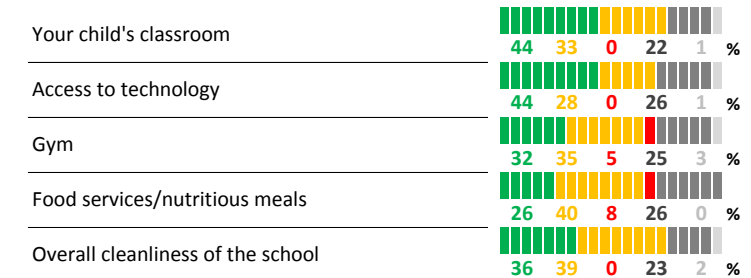 Your child's classroom
44 33 0 22 1 %
Access to technology
44 28 0 26 1 %
Gym
32 35 5 25 3 %
Food services/nutritious meals
26 40 8 26 0 %
Overall cleanliness of the school
36 39 0 23 2 %